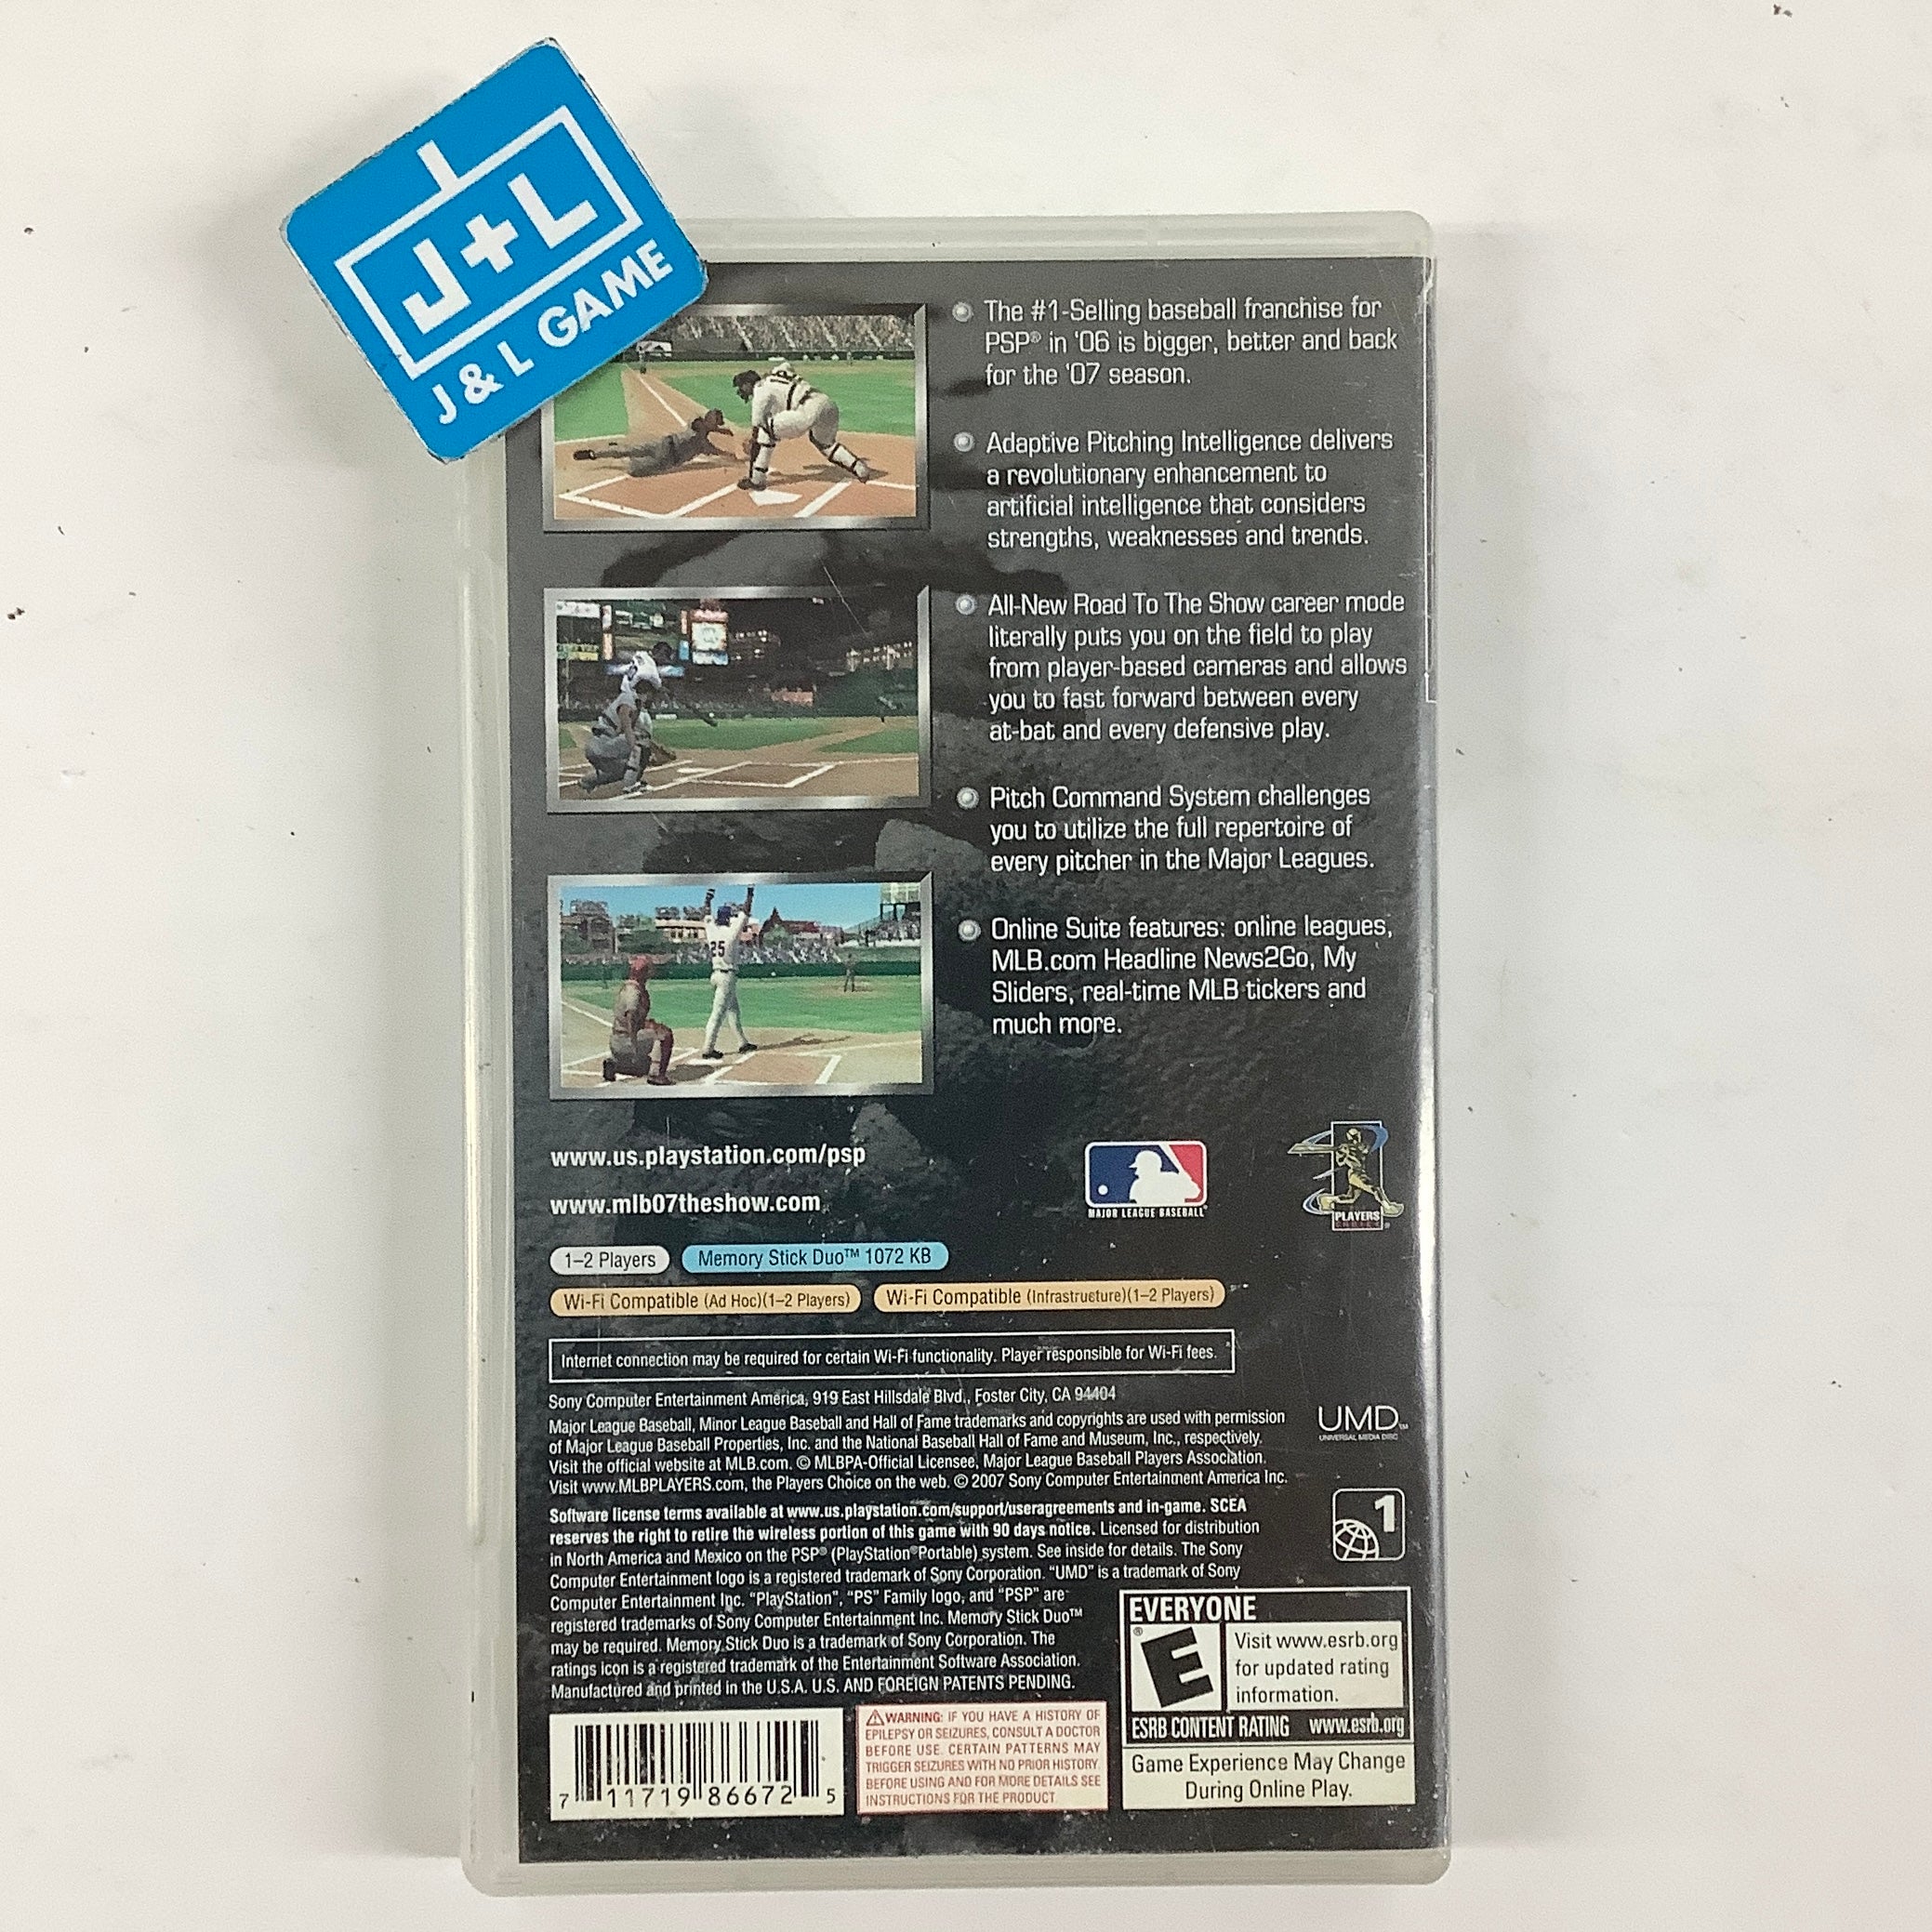 J+L
J & L GAME
The #1-Selling baseball franchise for
PSP® in '06 is bigger, better and back
for the '07 season.
Adaptive Pitching Intelligence delivers
a revolutionary enhancement to
artificial intelligence that considers
strengths, weaknesses and trends.
All-New Road To The Show career mode
literally puts you on the field to play
from player-based cameras and allows
you to fast forward between every
at-bat and every defensive play.
Pitch Command System challenges
you to utilize the full repertoire of
every pitcher in the Major Leagues.
25
Online Suite features: online leagues,
MLB.com Headline News2Go, My
Sliders, real-time MLB tickers and
much more.
www.us.playstation.com/psp
www.mlb07theshow.com
MAJOR LEAGUE BASEBALL
PLAYERS
CHOICE®
1–2 Players
Memory Stick Duo™ 1072 KB
Wi-Fi Compatible (Ad Hoc)(1–2 Players)
Wi-Fi Compatible (Infrastructure)(1–2 Players)
Internet connection may be required for certain Wi-Fi functionality. Player responsible for Wi-Fi fees.
Sony Computer Entertainment America, 919 East Hillsdale Blvd., Foster City, CA 94404
Major League Baseball, Minor League Baseball and Hall of Fame trademarks and copyrights are used with permission
of Major League Baseball Properties, Inc. and the National Baseball Hall of Fame and Museum, Inc., respectively.
Visit the official website at MLB.com. © MLBPA-Official Licensee, Major League Baseball Players Association.
Visit www.MLBPLAYERS.com, the Players Choice on the web. © 2007 Sony Computer Entertainment America Inc.
UMD™
UNIVERSAL MEDIA DISC
Software license terms available at www.us.playstation.com/support/useragreements and in-game. SCEA
reserves the right to retire the wireless portion of this game with 90 days notice. Licensed for distribution
in North America and Mexico on the PSP® (PlayStation®Portable) system. See inside for details. The Sony
Computer Entertainment logo is a registered trademark of Sony Corporation. “UMD” is a trademark of Sony
Computer Entertainment Inc. “PlayStation”, “PS” Family logo, and “PSP” are
registered trademarks of Sony Computer Entertainment Inc. Memory Stick Duo™
may be required. Memory Stick Duo is a trademark of Sony Corporation. The
ratings icon is a registered trademark of the Entertainment Software Association.
Manufactured and printed in the U.S.A. U.S. AND FOREIGN PATENTS PENDING.
1
EVERYONE
E®
Visit www.esrb.org
for updated rating
information.
ESRB CONTENT RATING www.esrb.org
Game Experience May Change
During Online Play.
7 11719 86672 5
WARNING: IF YOU HAVE A HISTORY OF
EPILEPSY OR SEIZURES, CONSULT A DOCTOR
BEFORE USE. CERTAIN PATTERNS MAY
TRIGGER SEIZURES WITH NO PRIOR HISTORY.
BEFORE USING AND FOR MORE DETAILS SEE
INSTRUCTIONS FOR THE PRODUCT.